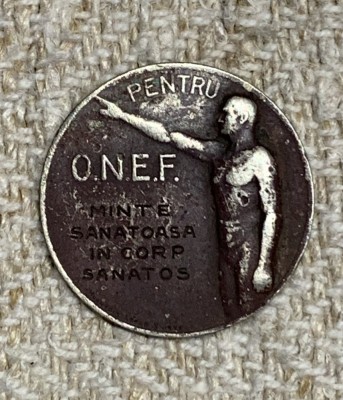 PENTRU
O.N.E.F.
MINTE
SANATOASA
IN CORP
SANATOS